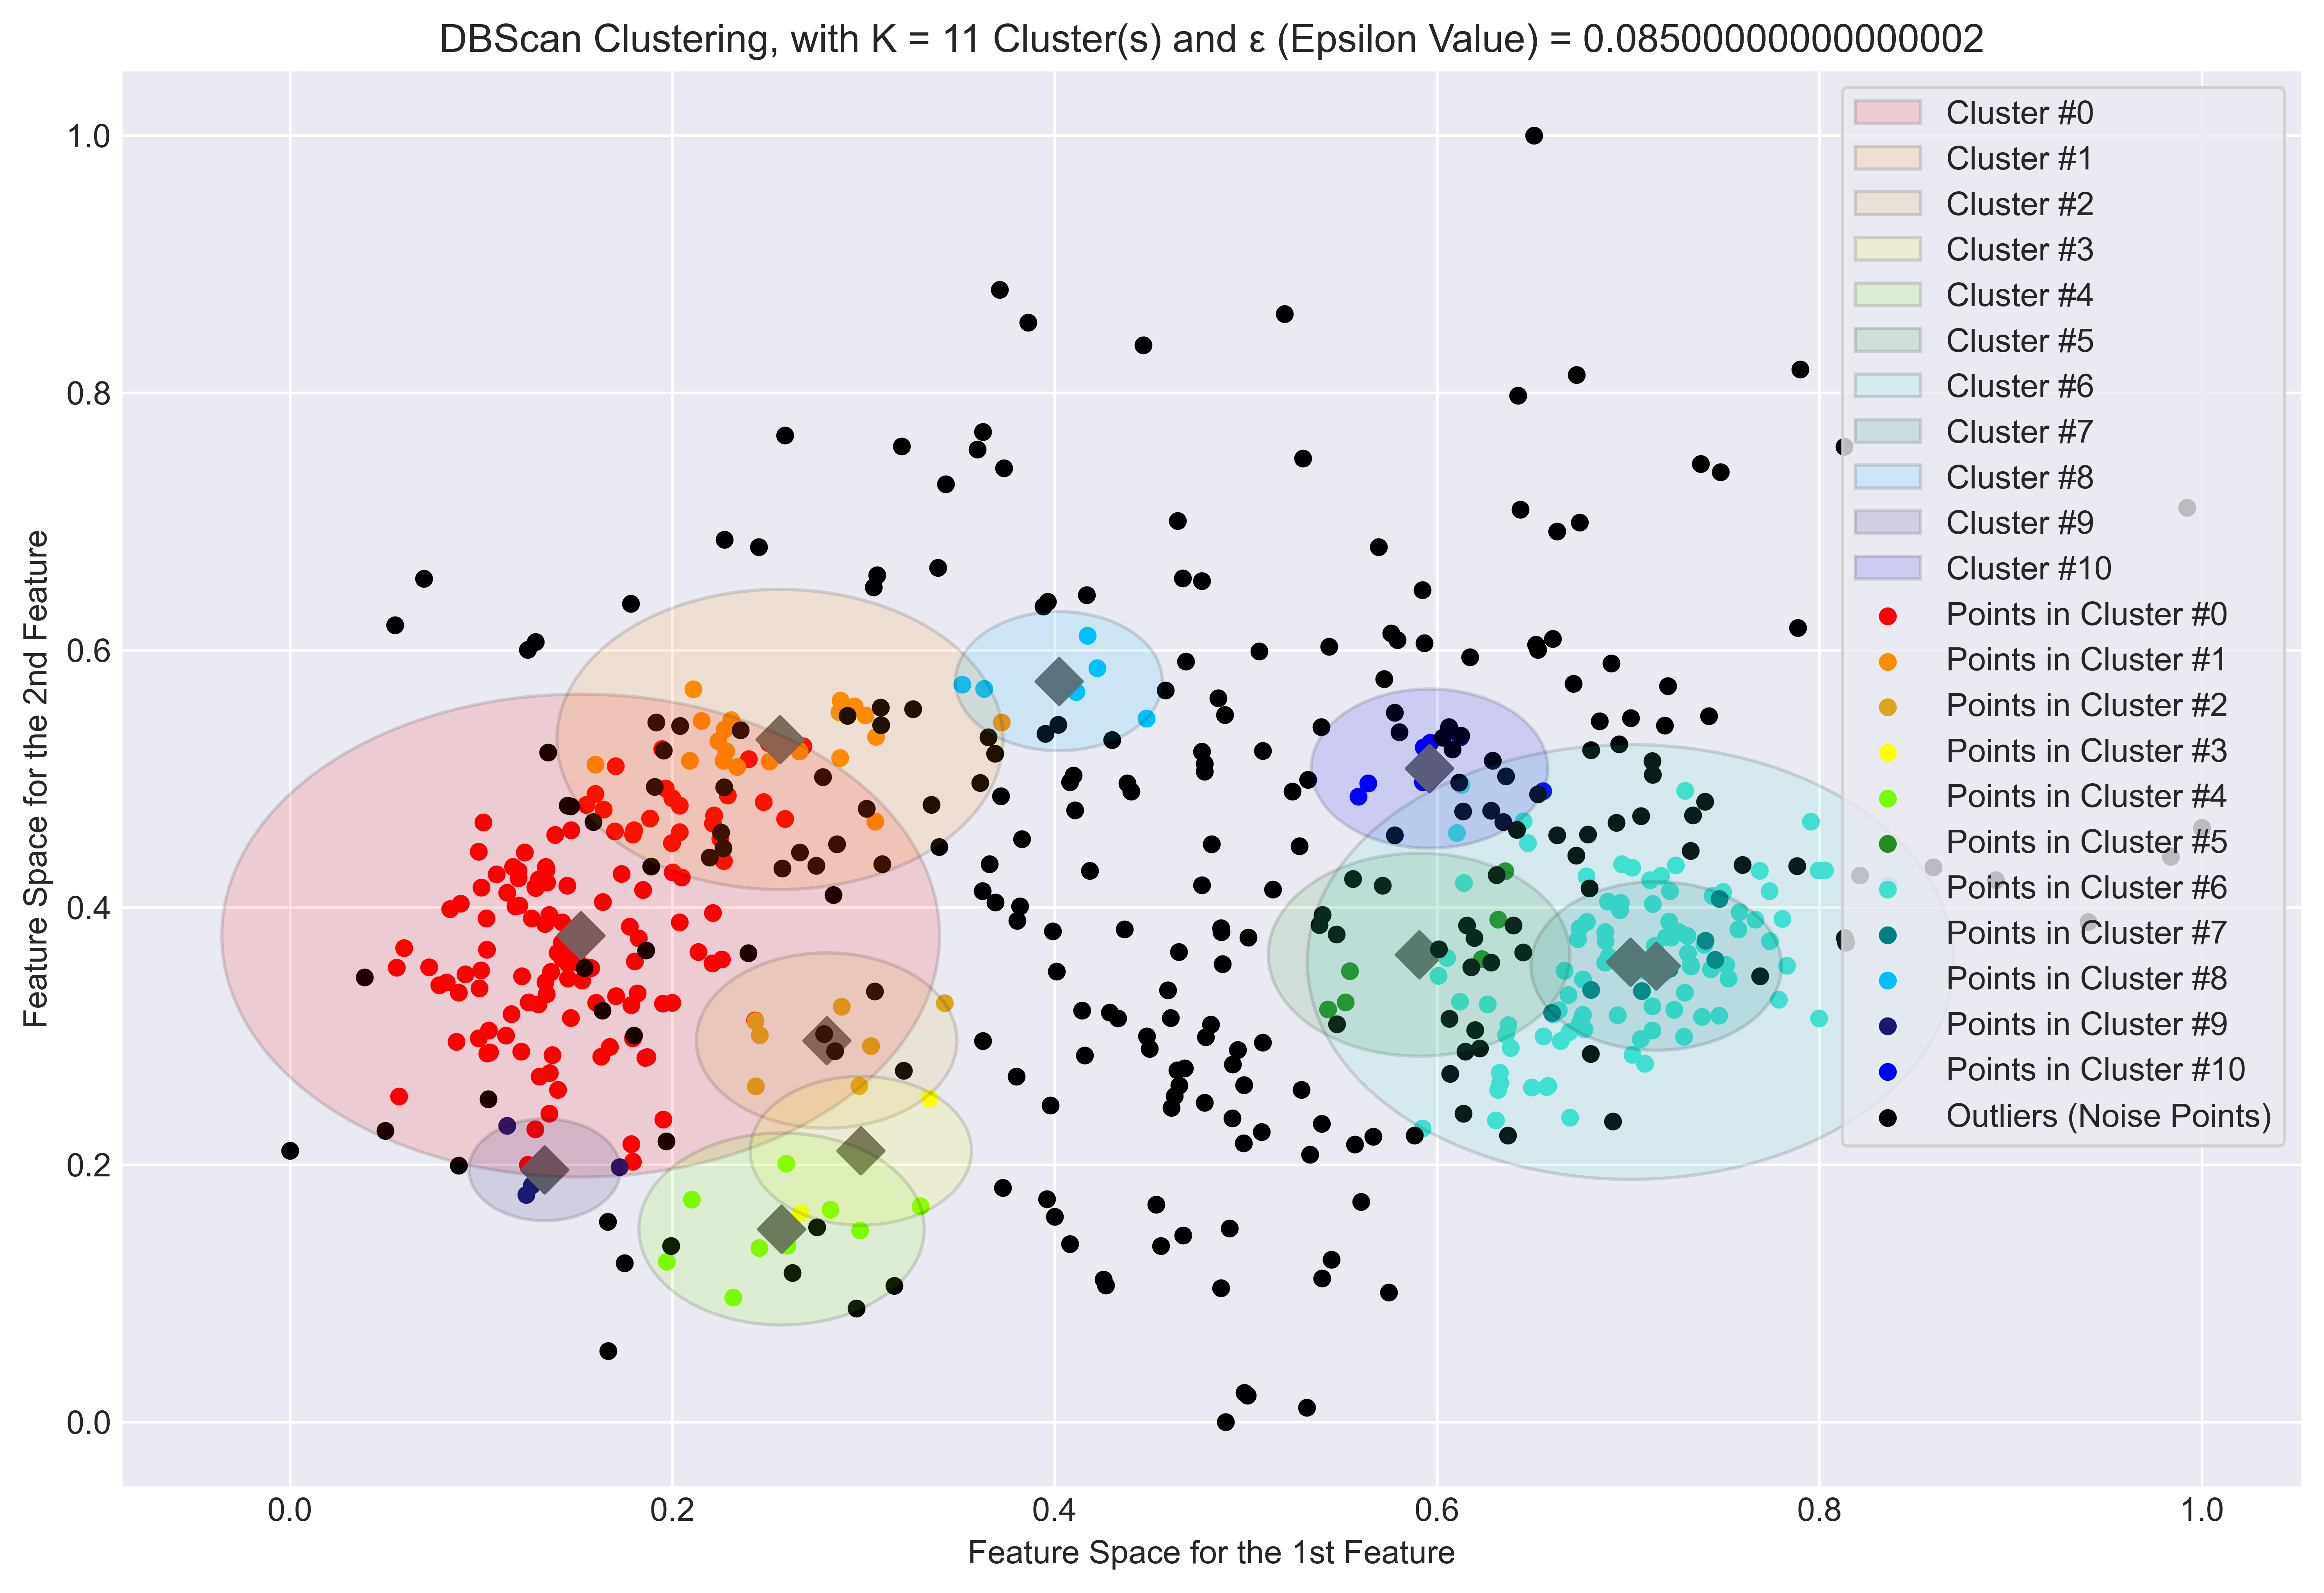 DBScan Clustering, with K = 11 Cluster(s) and ε (Epsilon Value) = 0.08500000000000002
Cluster #0
Cluster #1
Cluster #2
Cluster #3
Cluster #4
Cluster #5
Cluster #6
Cluster #7
Cluster #8
Cluster #9
Cluster #10
Points in Cluster #0
Points in Cluster #1
Points in Cluster #2
Points in Cluster #3
Points in Cluster #4
Points in Cluster #5
Points in Cluster #6
Points in Cluster #7
Points in Cluster #8
Points in Cluster #9
Points in Cluster #10
Outliers (Noise Points)
1.0
0.8
0.6
0.4
0.2
0.0
Feature Space for the 2nd Feature
0.0 0.2 0.4 0.6 0.8 1.0
Feature Space for the 1st Feature